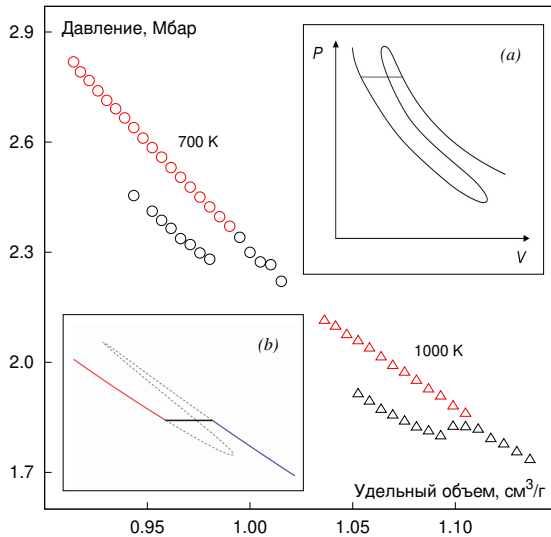 Давление, Мбар
2.9
(a)
P
700 K
2.6
V
2.3
(b)
1000 K
2.0
1.7
Удельный объем, см³/г
0.95
1.00
1.05
1.10